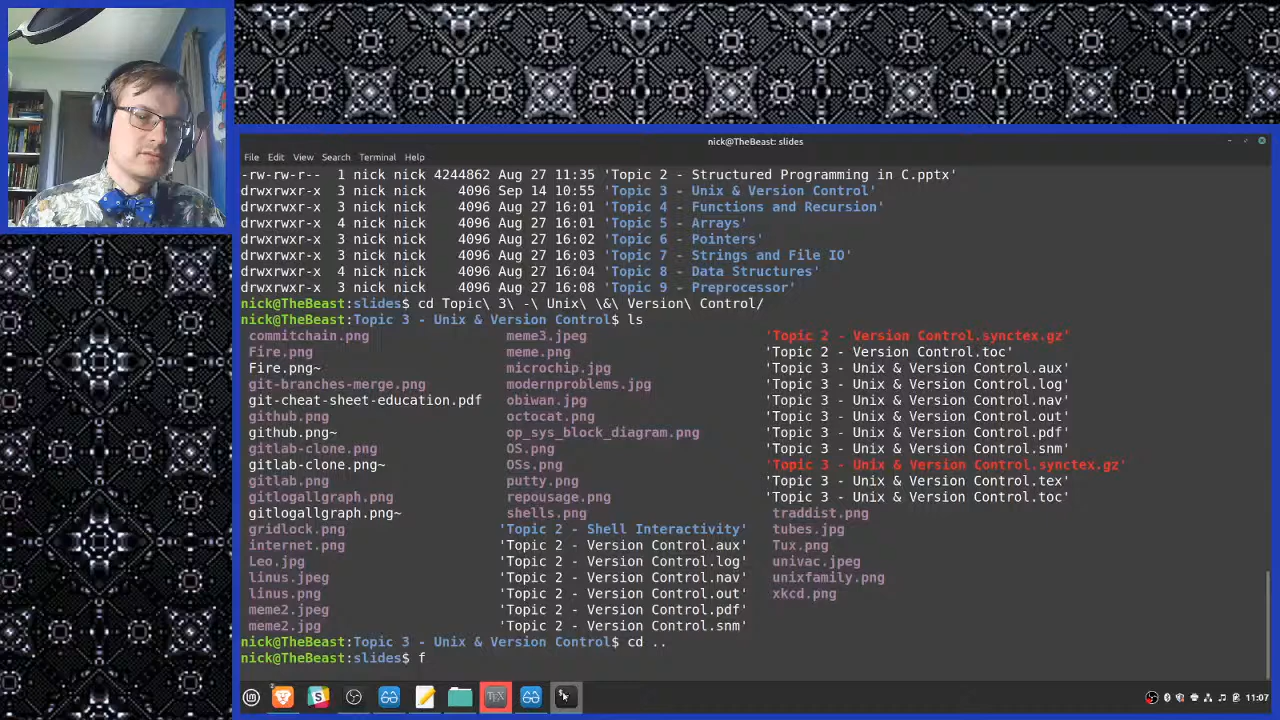 nick@TheBeast: slides
File Edit View Search Terminal Help
-rw-rw-r-- 1 nick nick 4244862 Aug 27 11:35 'Topic 2 - Structured Programming in C.pptx'
drwxrwxr-x 3 nick nick 4096 Sep 14 10:55 'Topic 3 - Unix & Version Control'
drwxrwxr-x 3 nick nick 4096 Aug 27 16:01 'Topic 4 - Functions and Recursion'
drwxrwxr-x 4 nick nick 4096 Aug 27 16:01 'Topic 5 - Arrays'
drwxrwxr-x 3 nick nick 4096 Aug 27 16:02 'Topic 6 - Pointers'
drwxrwxr-x 3 nick nick 4096 Aug 27 16:03 'Topic 7 - Strings and File IO'
drwxrwxr-x 4 nick nick 4096 Aug 27 16:04 'Topic 8 - Data Structures'
drwxrwxr-x 3 nick nick 4096 Aug 27 16:08 'Topic 9 - Preprocessor'
nick@TheBeast:slides$ cd Topic\ 3\ -\ Unix\ \&\ Version\ Control/
nick@TheBeast:Topic 3 - Unix & Version Control$ ls
commitchain.png meme3.jpeg 'Topic 2 - Version Control.synctex.gz'
Fire.png meme.png 'Topic 2 - Version Control.toc'
Fire.png~ microchip.jpg 'Topic 3 - Unix & Version Control.aux'
git-branches-merge.png modernproblems.jpg 'Topic 3 - Unix & Version Control.log'
git-cheat-sheet-education.pdf obiwan.jpg 'Topic 3 - Unix & Version Control.nav'
github.png octocat.png 'Topic 3 - Unix & Version Control.out'
github.png~ op_sys_block_diagram.png 'Topic 3 - Unix & Version Control.pdf'
gitlab-clone.png OS.png 'Topic 3 - Unix & Version Control.snm'
gitlab-clone.png~ OSs.png 'Topic 3 - Unix & Version Control.synctex.gz'
gitlab.png putty.png 'Topic 3 - Unix & Version Control.tex'
gitlogallgraph.png repousage.png 'Topic 3 - Unix & Version Control.toc'
gitlogallgraph.png~ shells.png traddist.png
gridlock.png 'Topic 2 - Shell Interactivity' tubes.jpg
internet.png 'Topic 2 - Version Control.aux' Tux.png
Leo.jpg 'Topic 2 - Version Control.log' univac.jpeg
linus.jpeg 'Topic 2 - Version Control.nav' unixfamily.png
linus.png 'Topic 2 - Version Control.out' xkcd.png
meme2.jpeg 'Topic 2 - Version Control.pdf'
meme2.jpg 'Topic 2 - Version Control.snm'
nick@TheBeast:Topic 3 - Unix & Version Control$ cd ..
nick@TheBeast:slides$ f
TEX
11:07